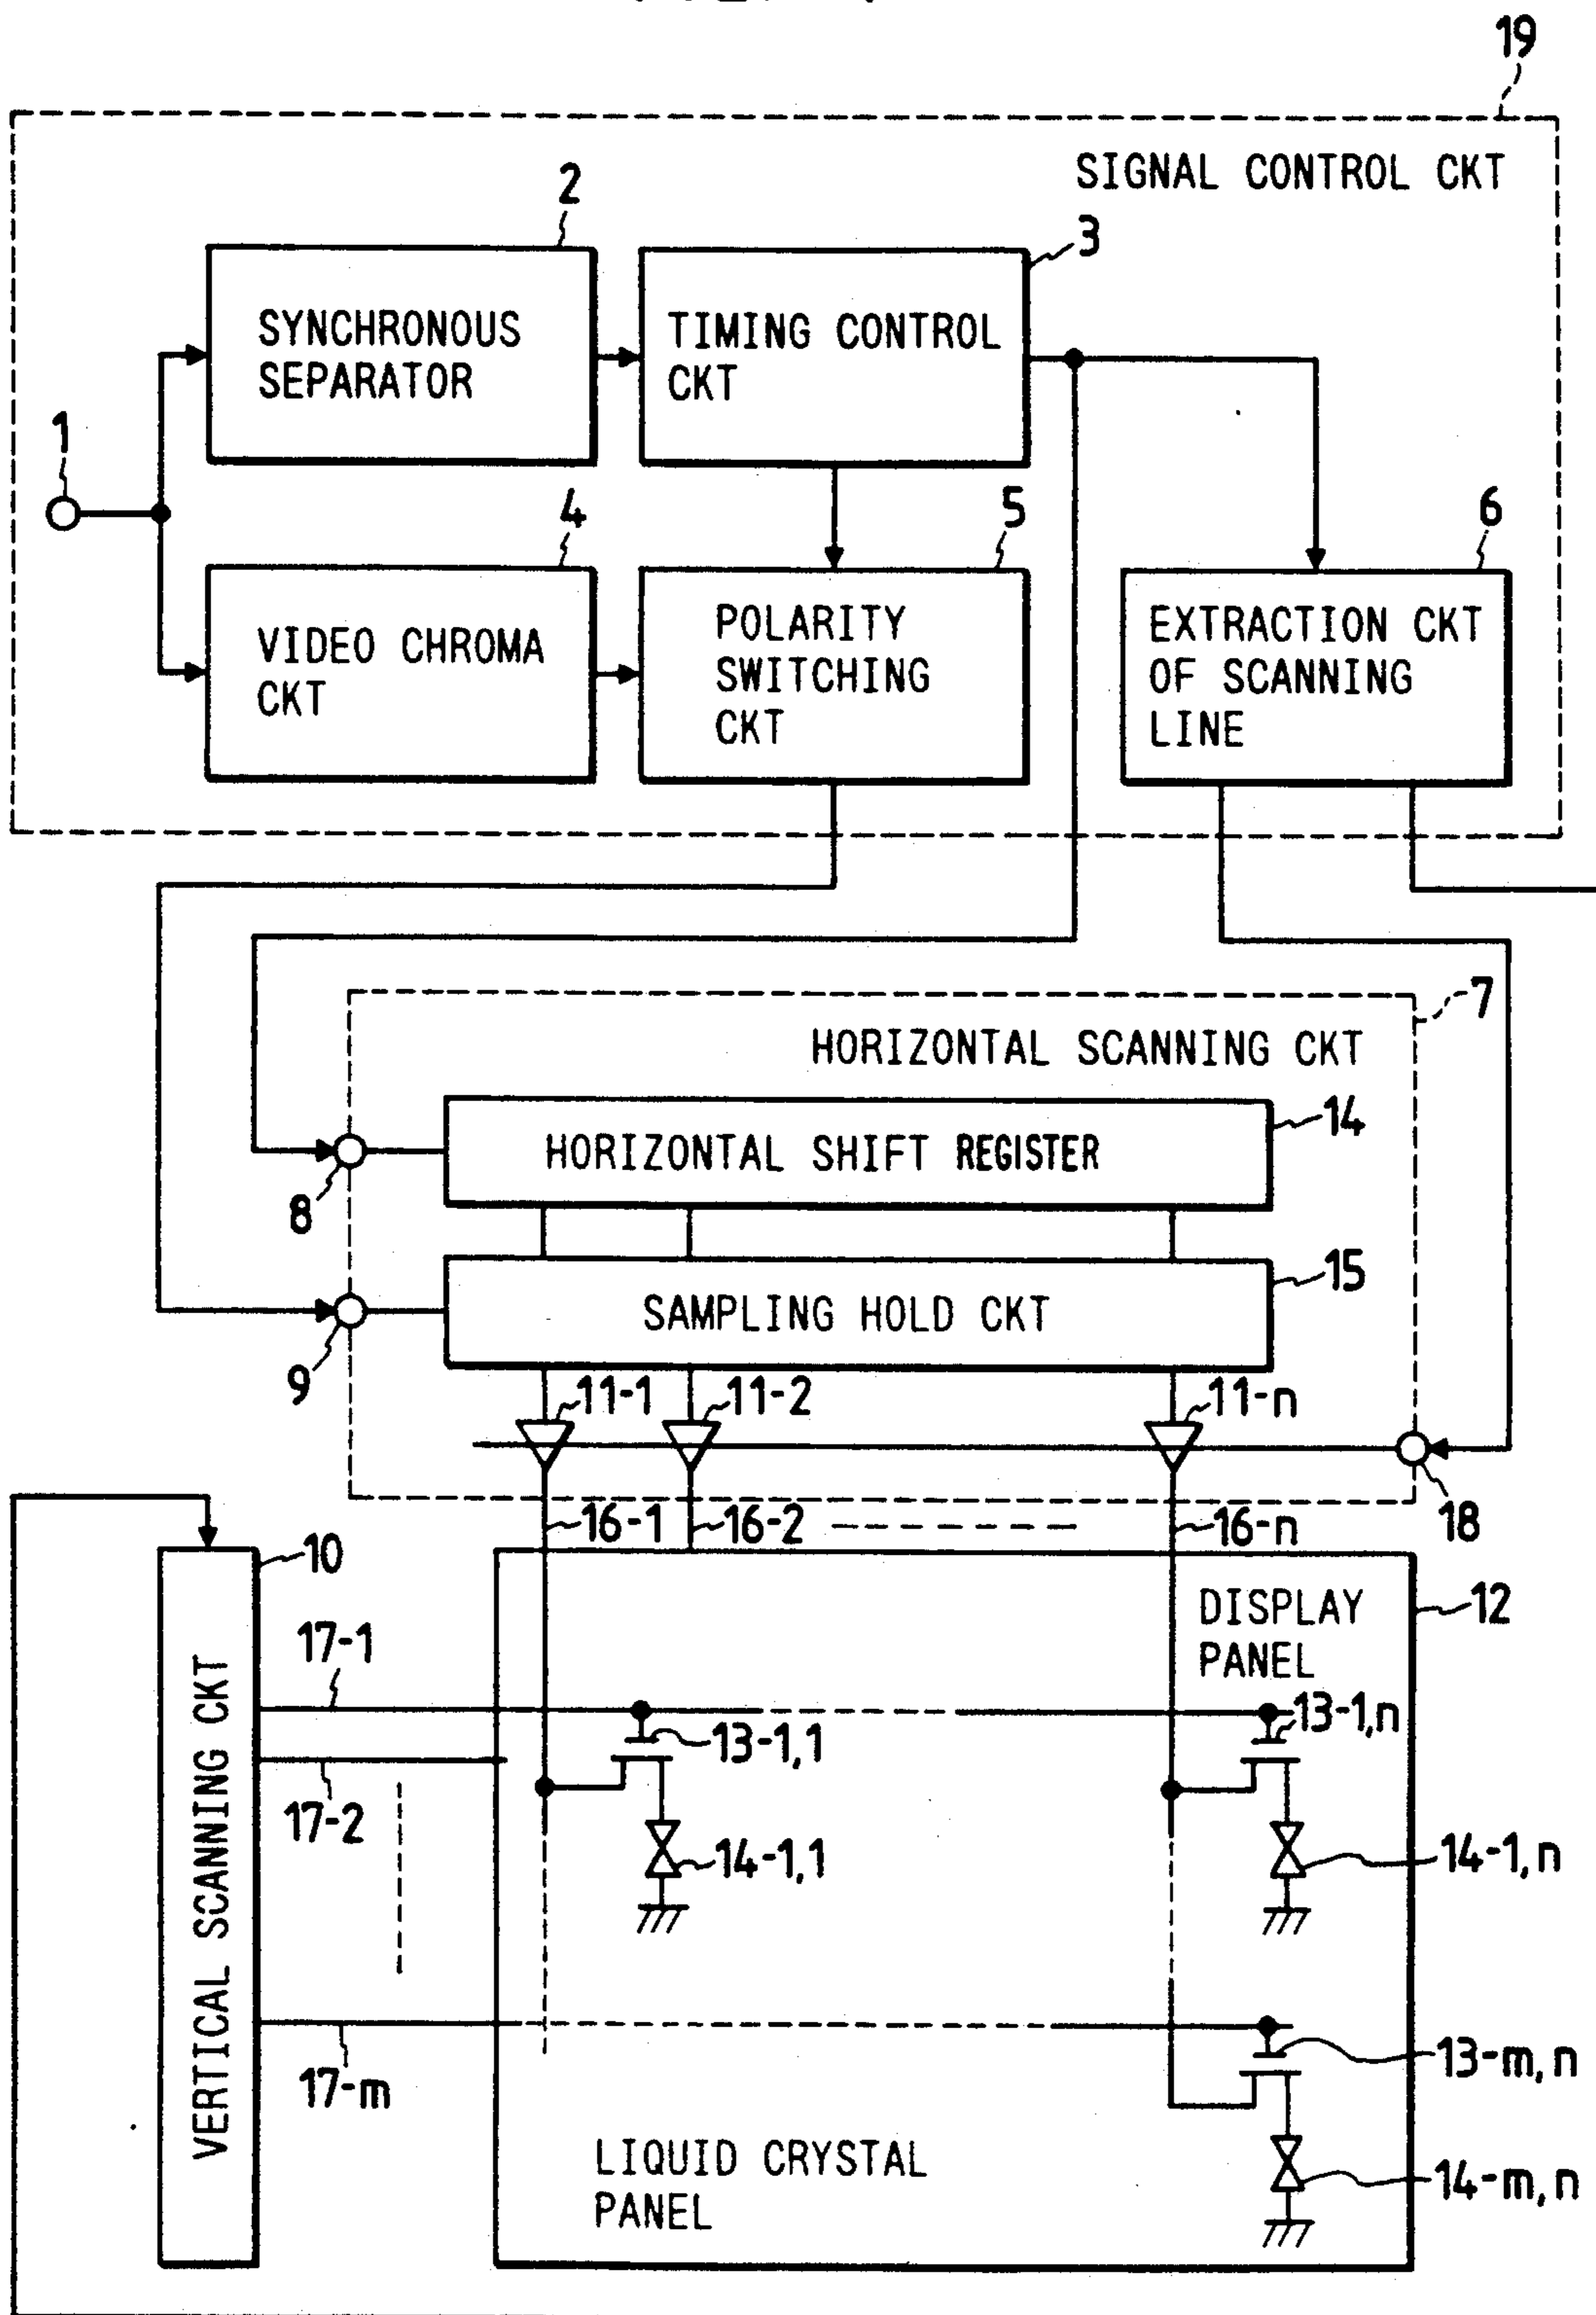 19
SIGNAL CONTROL CKT
2
3
SYNCHRONOUS
SEPARATOR
TIMING CONTROL
CKT
1
4
5
6
VIDEO CHROMA
CKT
POLARITY
SWITCHING
CKT
EXTRACTION CKT
OF SCANNING
LINE
7
HORIZONTAL SCANNING CKT
14
HORIZONTAL SHIFT REGISTER
8
15
SAMPLING HOLD CKT
9
11-1
11-2
11-n
18
16-1
16-2
16-n
10
DISPLAY
PANEL
12
17-1
VERTICAL SCANNING CKT
13-1,1
13-1,n
17-2
14-1,1
14-1,n
17-m
13-m,n
LIQUID CRYSTAL
PANEL
14-m,n